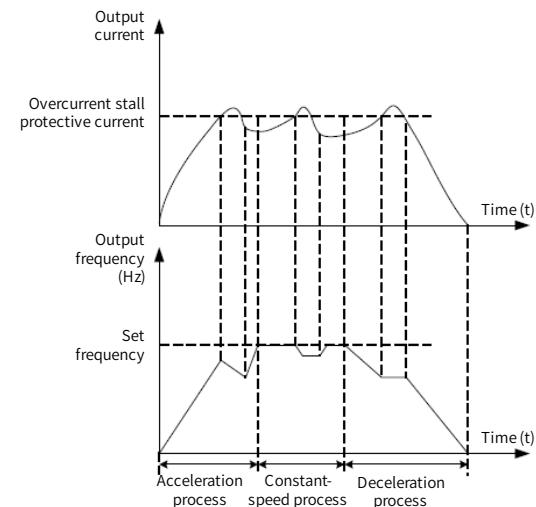 Output
current
Overcurrent stall
protective current
Time (t)
Output
frequency
(Hz)
Set
frequency
Time (t)
Acceleration
process
Constant-
speed process
Deceleration
process